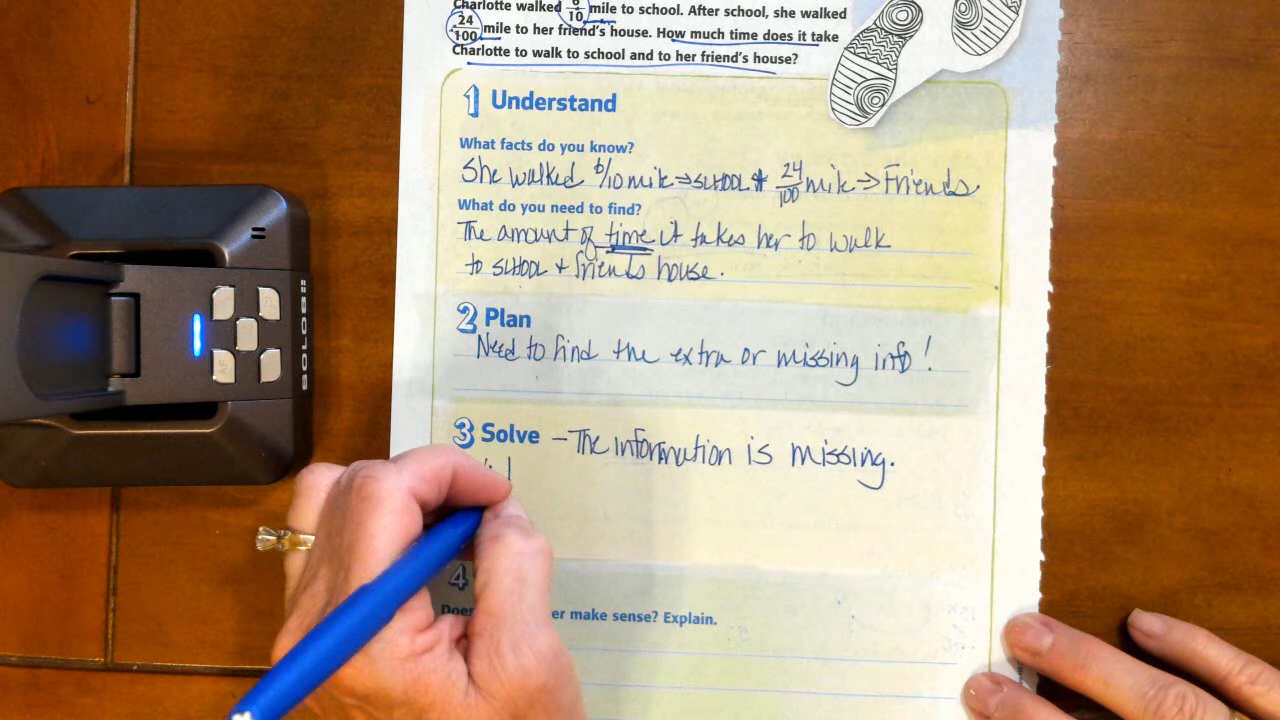 Charlotte walked 6/10 mile to school. After school, she walked
24/100 mile to her friend's house. How much time does it take
Charlotte to walk to school and to her friend's house?
1 Understand
What facts do you know?
She walked 6/10 mile ⇒ SCHOOL + 24/100 mile ⇒ Friends
What do you need to find?
The amount of time it takes her to walk
to SCHOOL + friends house.
2 Plan
Need to find the extra or missing info!
3 Solve - The information is missing.
4
er make sense? Explain.
SOLO8